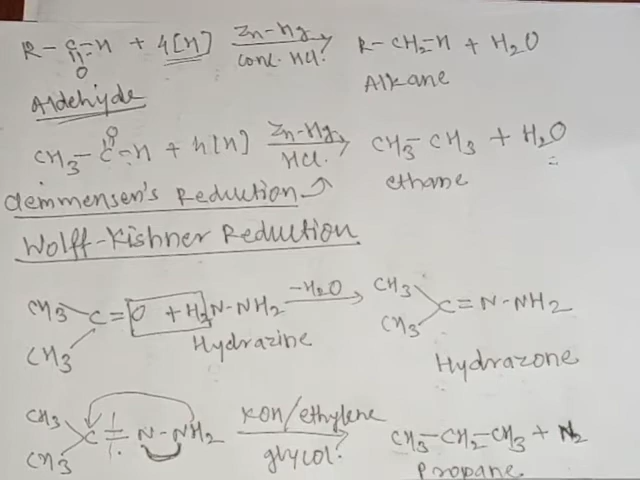 R-C-H + 4[H] Zn-Hg/conc. HCl. → R-CH2-H + H2O
O
Aldehyde
Alkane
O
CH3-C-H + 4[H] Zn-Hg/HCl. → CH3-CH3 + H2O
ethane
Clemmensen's Reduction
Wolff-Kishner Reduction
CH3
CH3 C=O + H2N-NH2 -H2O → CH3 CH3 C=N-NH2
Hydrazine
Hydrazone
CH3
CH3 C=N-NH2 KOH/ethylene glycol → CH3-CH2-CH3 + N2
Propane